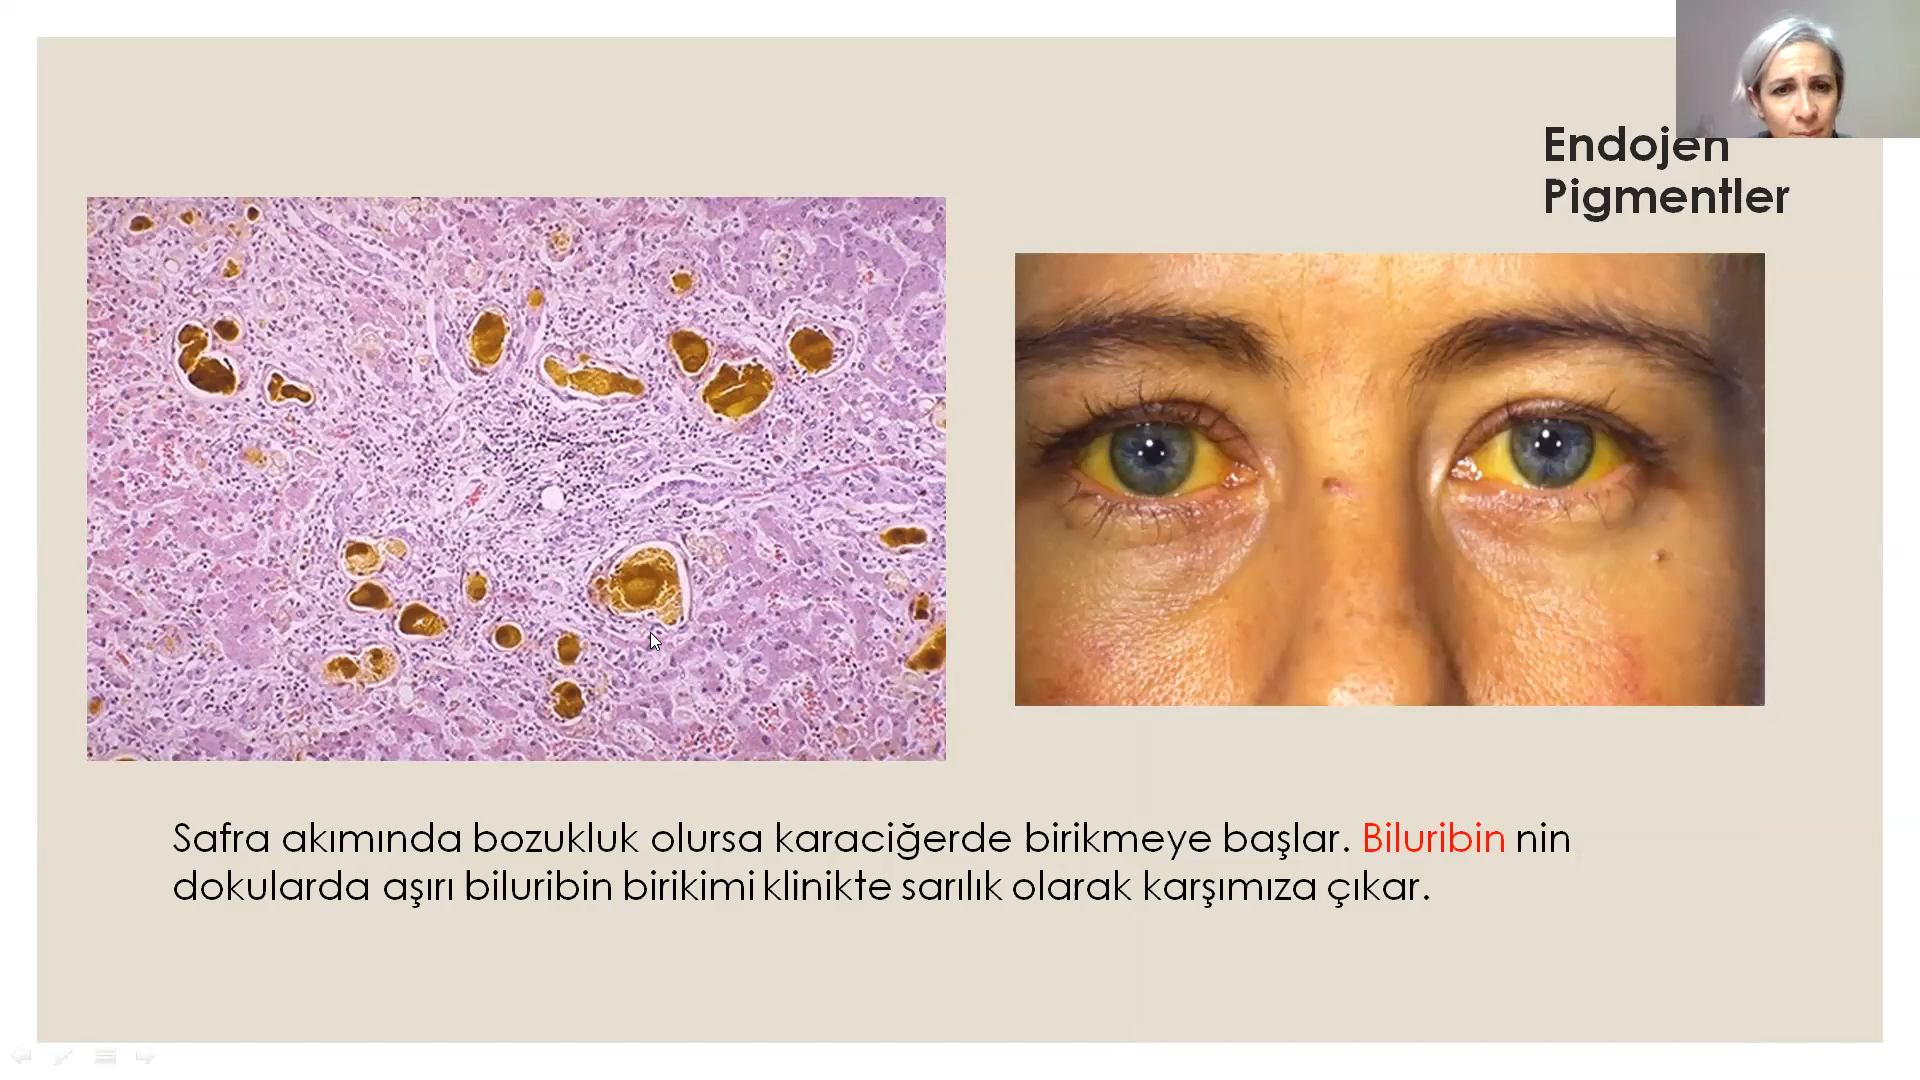 Endojen
Pigmentler
Safra akımında bozukluk olursa karaciğerde birikmeye başlar. Biluribin nin
dokularda aşırı biluribin birikimi klinikte sarılık olarak karşımıza çıkar.